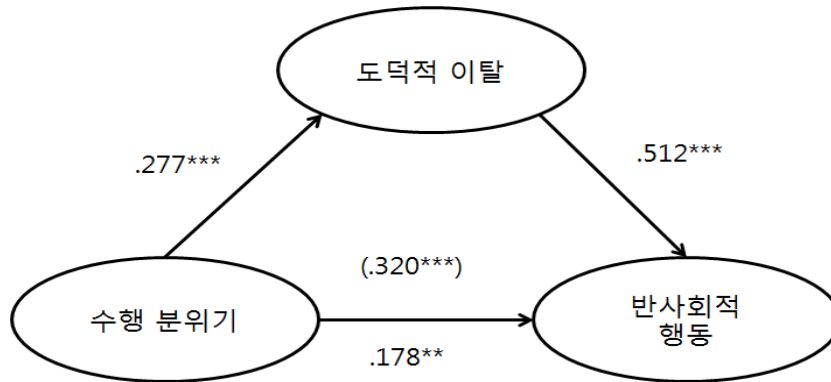 도덕적 이탈
.277***
.512***
(.320***)
수행 분위기
반사회적
행동
.178**